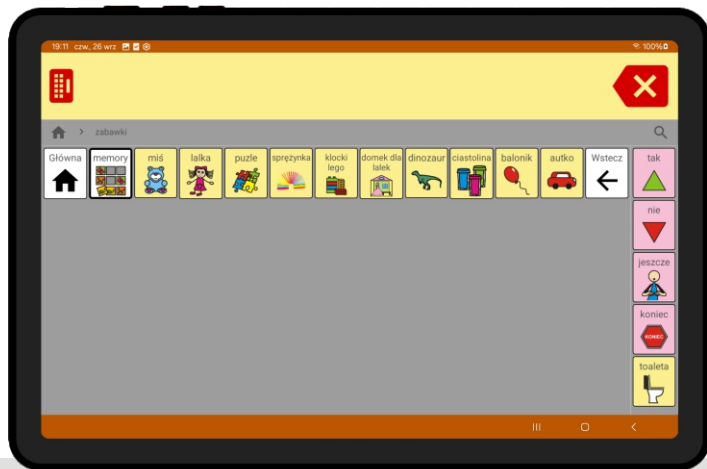 19:11 czw., 26 wrz
100%
zabawki
Główna
memory
miś
lalka
puzle
sprężynka
klocki
lego
domek dla
lalek
dinozaur
ciastolina
balonik
autko
Wstecz
tak
nie
jeszcze
koniec
KONIEC
toaleta